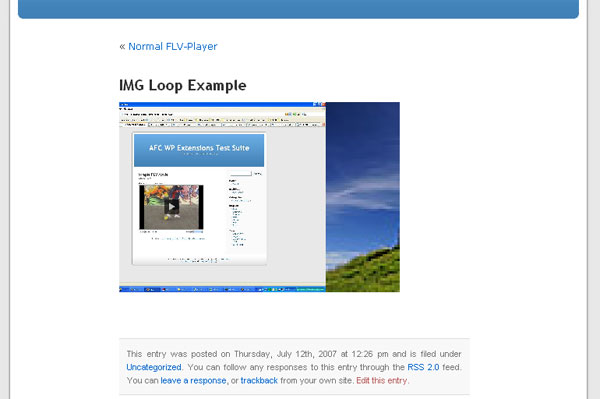 « Normal FLV-Player
IMG Loop Example
AFC WP Extensions Test Suite
This entry was posted on Thursday, July 12th, 2007 at 12:26 pm and is filed under
Uncategorized. You can follow any responses to this entry through the RSS 2.0 feed.
You can leave a response, or trackback from your own site. Edit this entry.